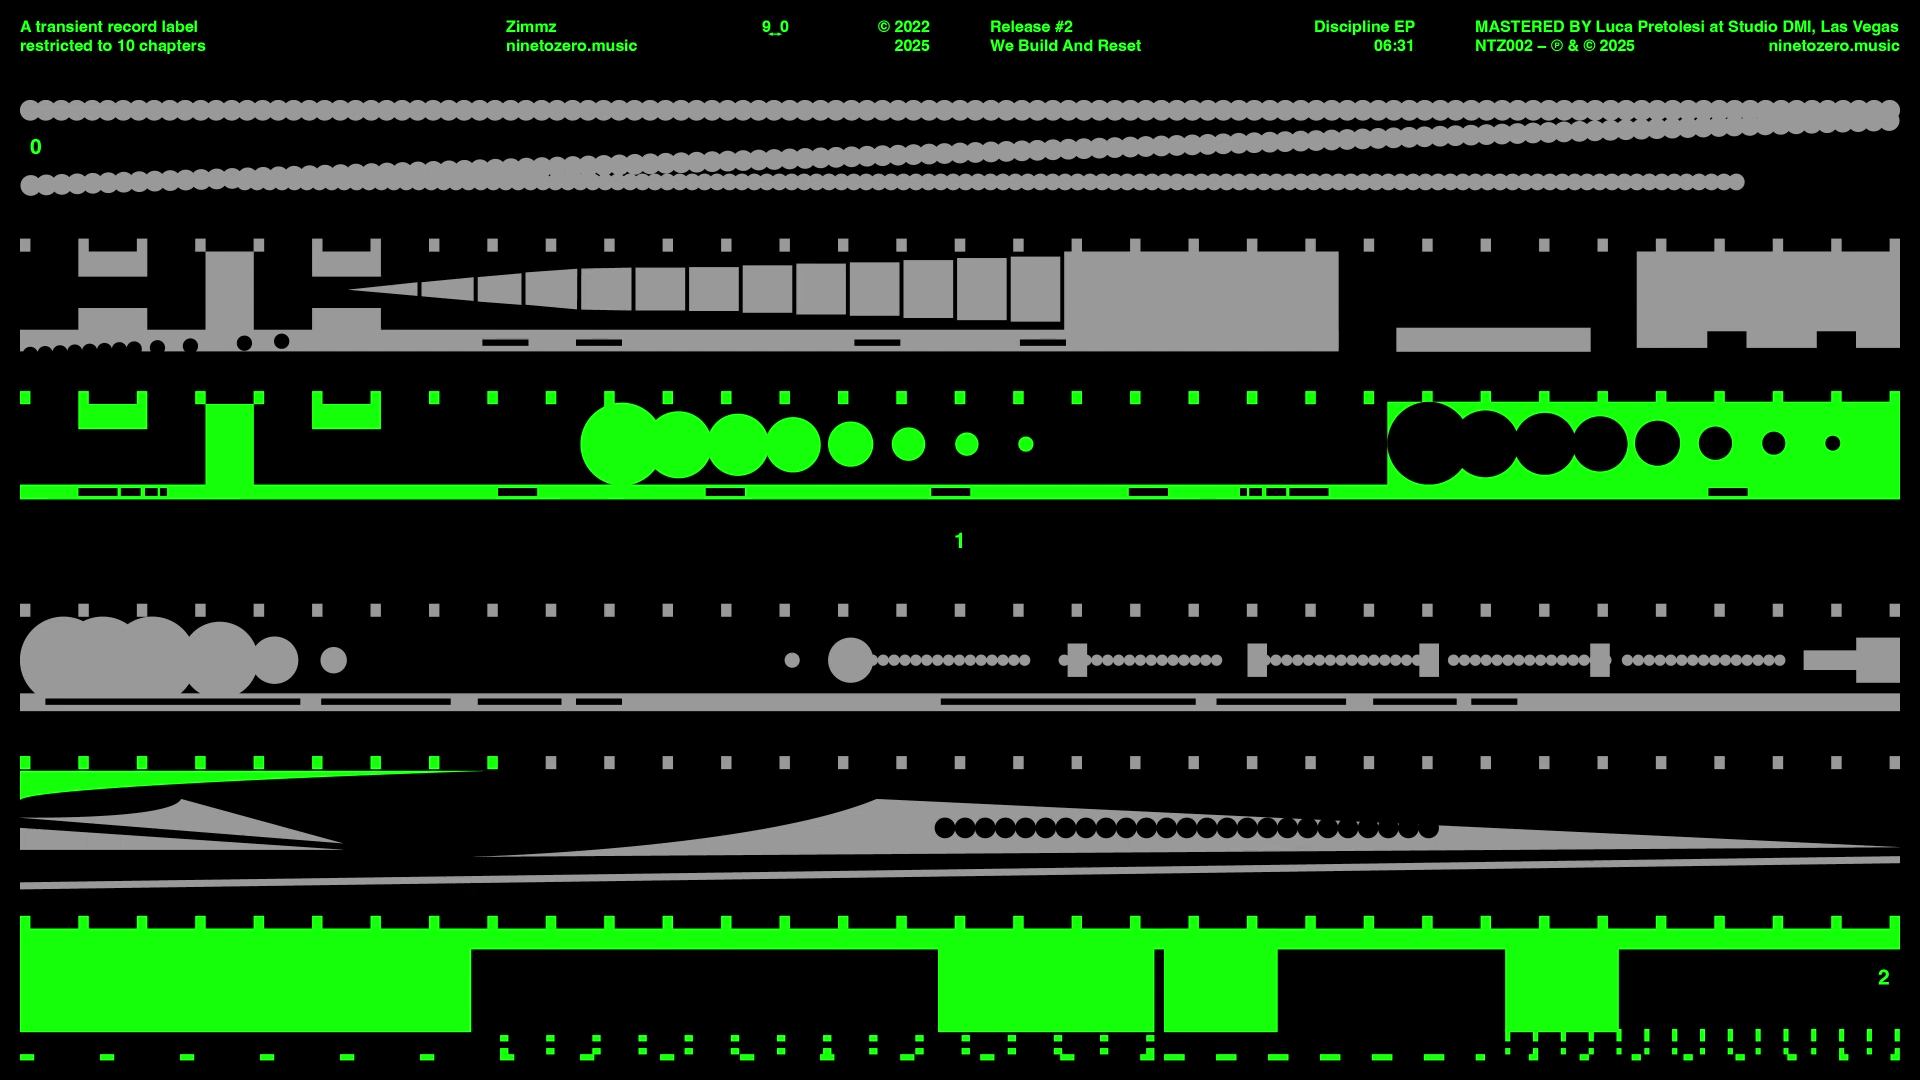 A transient record label
restricted to 10 chapters
Zimmz
ninetozero.music
9↔0
© 2022
2025
Release #2
We Build And Reset
Discipline EP
06:31
MASTERED BY Luca Pretolesi at Studio DMI, Las Vegas
NTZ002 – ℗ & © 2025 ninetozero.music
0
1
2